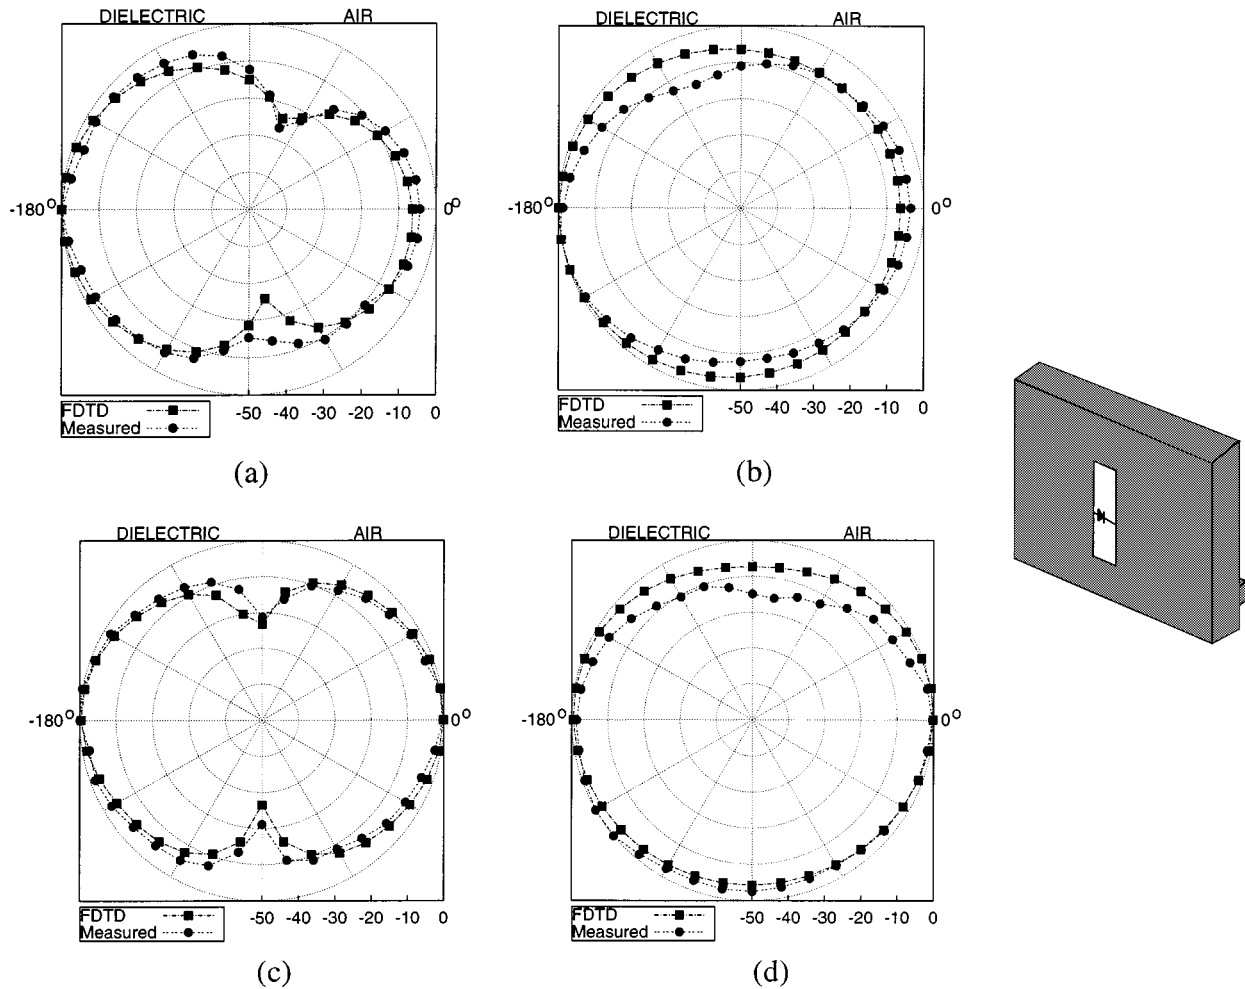 DIELECTRIC AIR
-180° 0°
FDTD
Measured
-50 -40 -30 -20 -10 0
(a)
DIELECTRIC AIR
-180° 0°
FDTD
Measured
-50 -40 -30 -20 -10 0
(b)
DIELECTRIC AIR
-180° 0°
FDTD
Measured
-50 -40 -30 -20 -10 0
(c)
DIELECTRIC AIR
-180° 0°
FDTD
Measured
-50 -40 -30 -20 -10 0
(d)